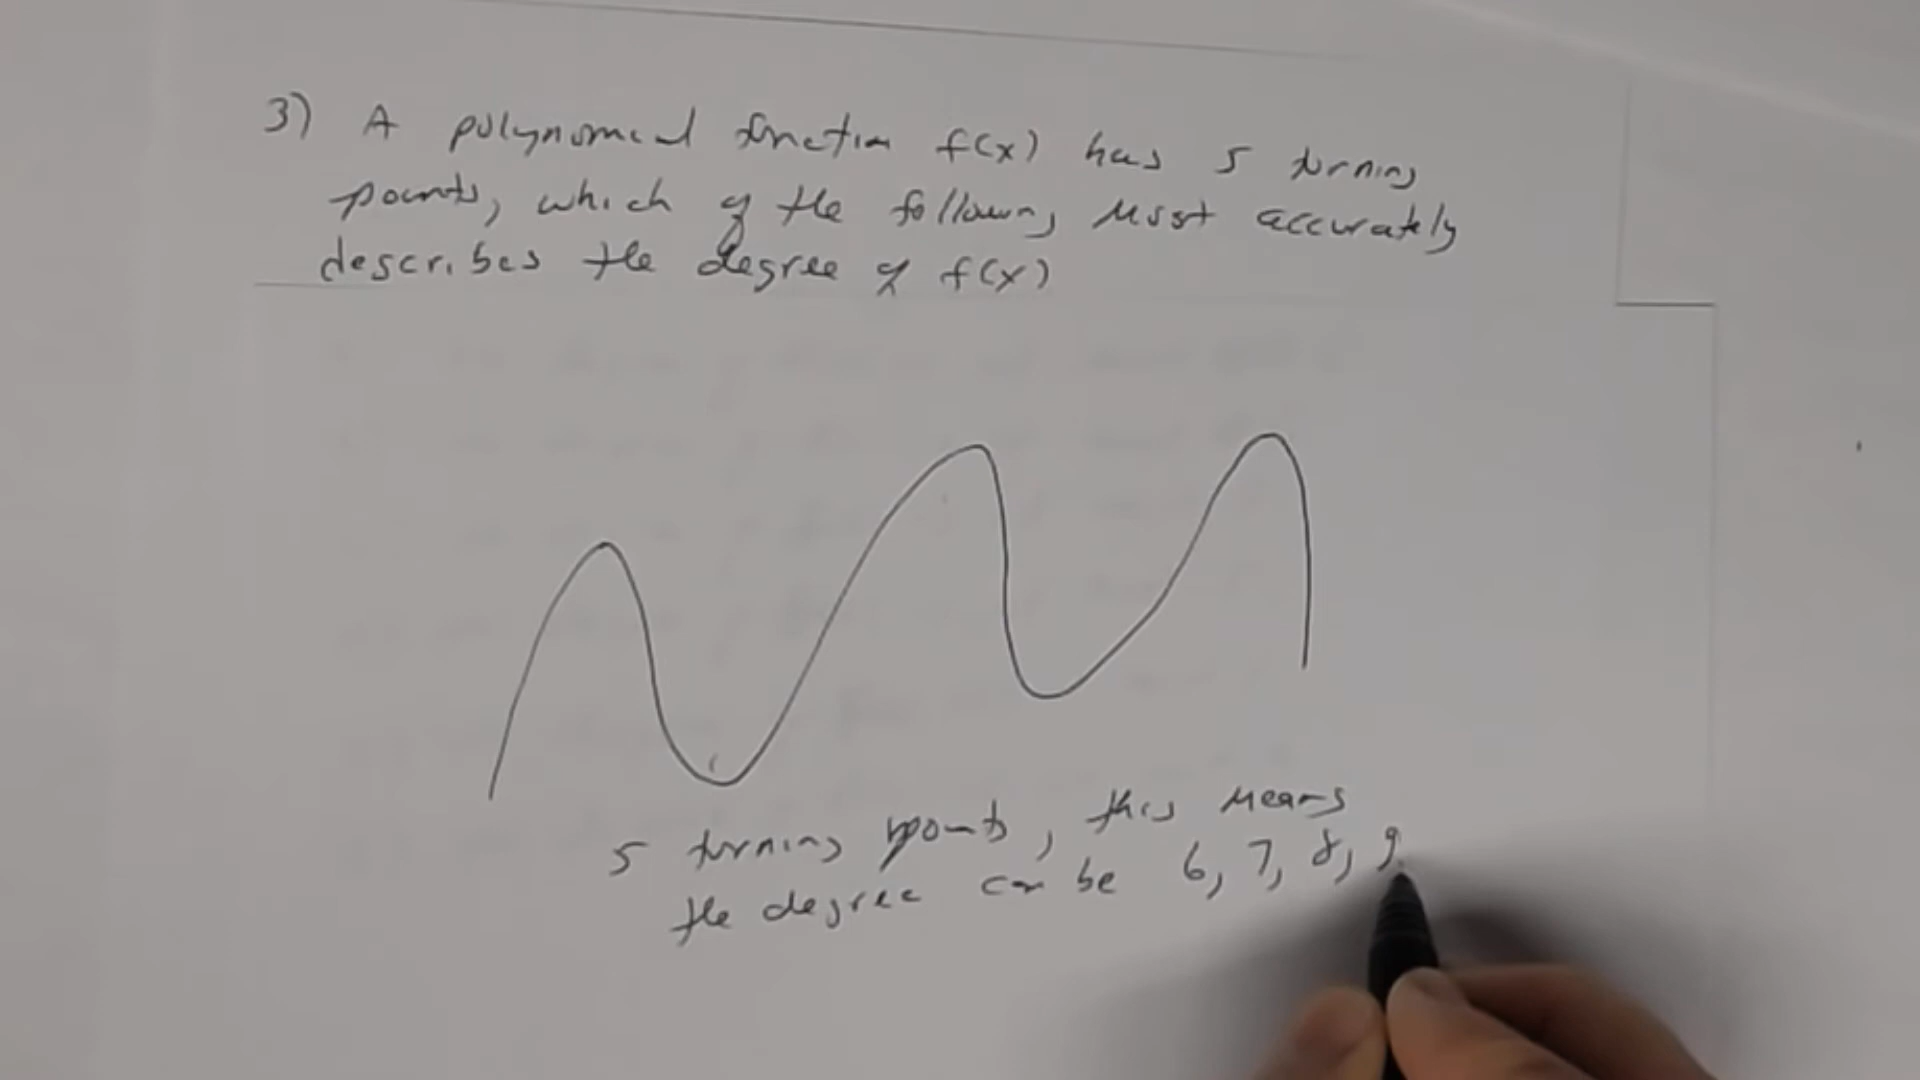 3) A polynomial function f(x) has 5 turning
points, which of the following most accurately
describes the degree of f(x)
5 turning points, this means
the degree can be 6, 7, 8, 9